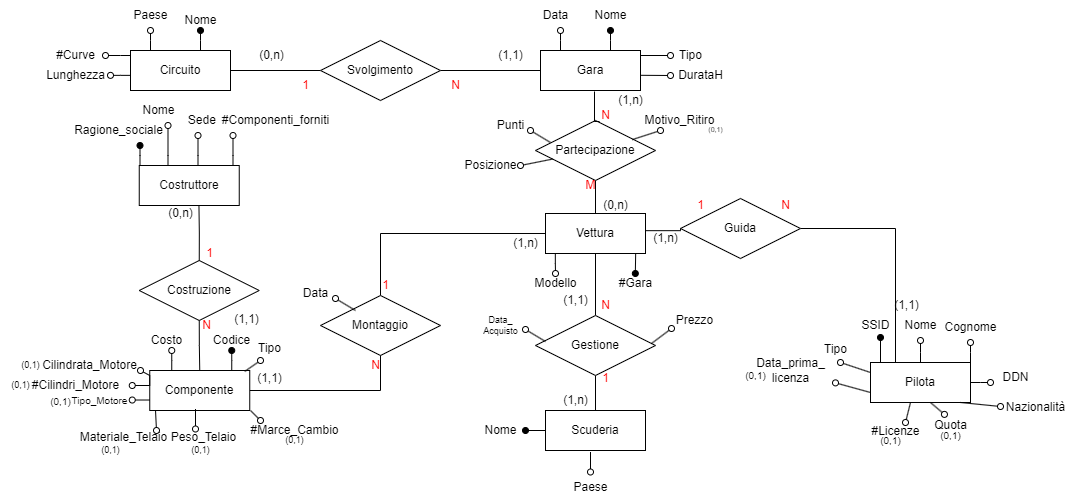 Paese
Nome
#Curve
Lunghezza
Circuito
(0,n)
1
Svolgimento
N
(1,1)
Data
Nome
Gara
Tipo
DurataH
(1,n)
N
Punti
Motivo_Ritiro
(0,1)
Partecipazione
Posizione
M
(0,n)
Nome
Ragione_sociale
Sede
#Componenti_forniti
Costruttore
(0,n)
1
Costruzione
N
(1,1)
Vettura
(1,n)
(1,n)
1
Guida
N
(1,1)
Modello
#Gara
Data
1
Montaggio
N
(1,1)
(1,1)
N
Data_
Acquisto
Prezzo
Gestione
1
(1,n)
Costo
Codice
Tipo
(0,1) Cilindrata_Motore
(0,1) #Cilindri_Motore
(0,1) Tipo_Motore
Componente
Materiale_Telaio
(0,1)
Peso_Telaio
(0,1)
#Marce_Cambio
(0,1)
Nome
Scuderia
Paese
SSID
Nome
Cognome
Tipo
Data_prima_
(0,1) licenza
Pilota
DDN
Nazionalità
#Licenze
(0,1)
Quota
(0,1)